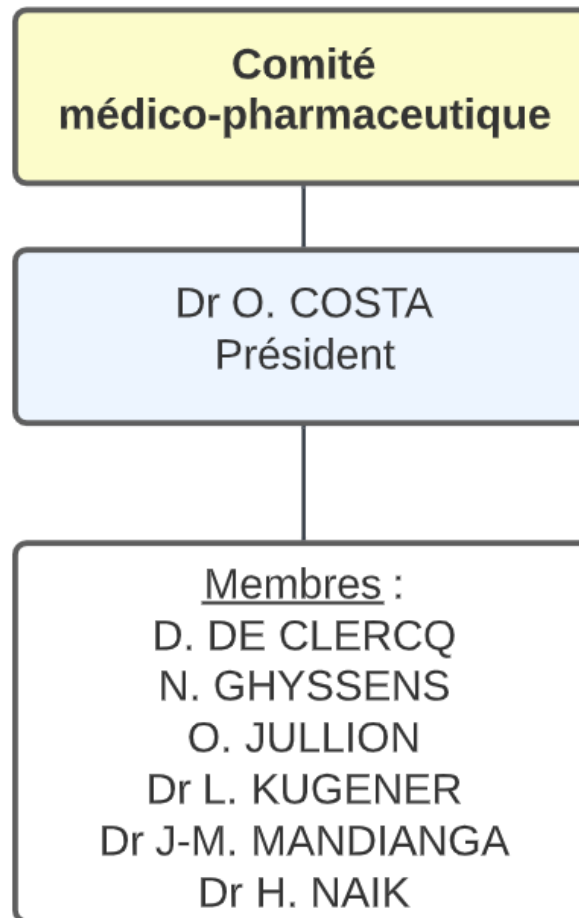 Comité
médico-pharmaceutique
Dr O. COSTA
Président
Membres :
D. DE CLERCQ
N. GHYSSENS
O. JULLION
Dr L. KUGENER
Dr J-M. MANDIANGA
Dr H. NAIK